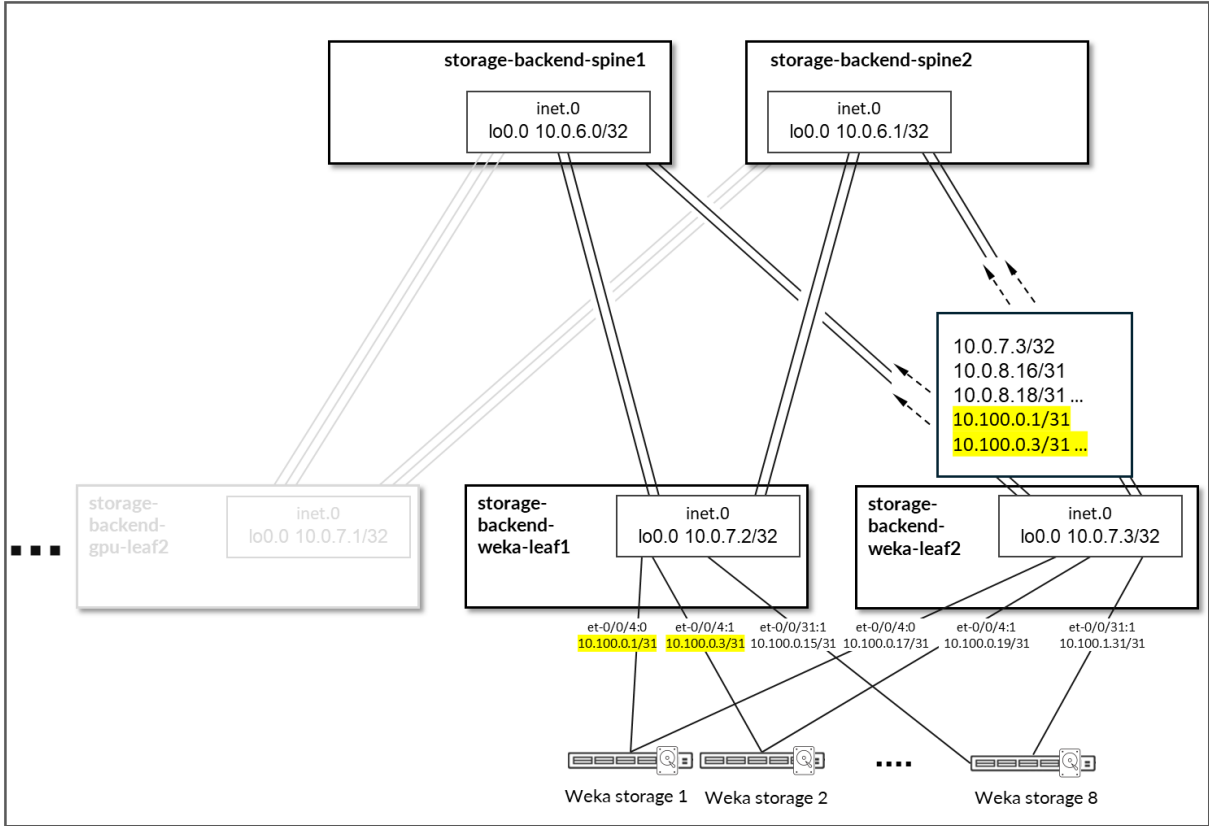 storage-backend-spine1
inet.0
lo0.0 10.0.6.0/32
storage-backend-spine2
inet.0
lo0.0 10.0.6.1/32
10.0.7.3/32
10.0.8.16/31
10.0.8.18/31 ...
10.100.0.1/31
10.100.0.3/31 ...
storage-
backend-
gpu-leaf2
inet.0
lo0.0 10.0.7.1/32
storage-
backend-
weka-leaf1
inet.0
lo0.0 10.0.7.2/32
storage-
backend-
weka-leaf2
inet.0
lo0.0 10.0.7.3/32
et-0/0/4:0
10.100.0.1/31
et-0/0/4:1
10.100.0.3/31
et-0/0/31:1
10.100.0.15/31
et-0/0/4:0
10.100.0.17/31
et-0/0/4:1
10.100.0.19/31
et-0/0/31:1
10.100.1.31/31
Weka storage 1
Weka storage 2
Weka storage 8